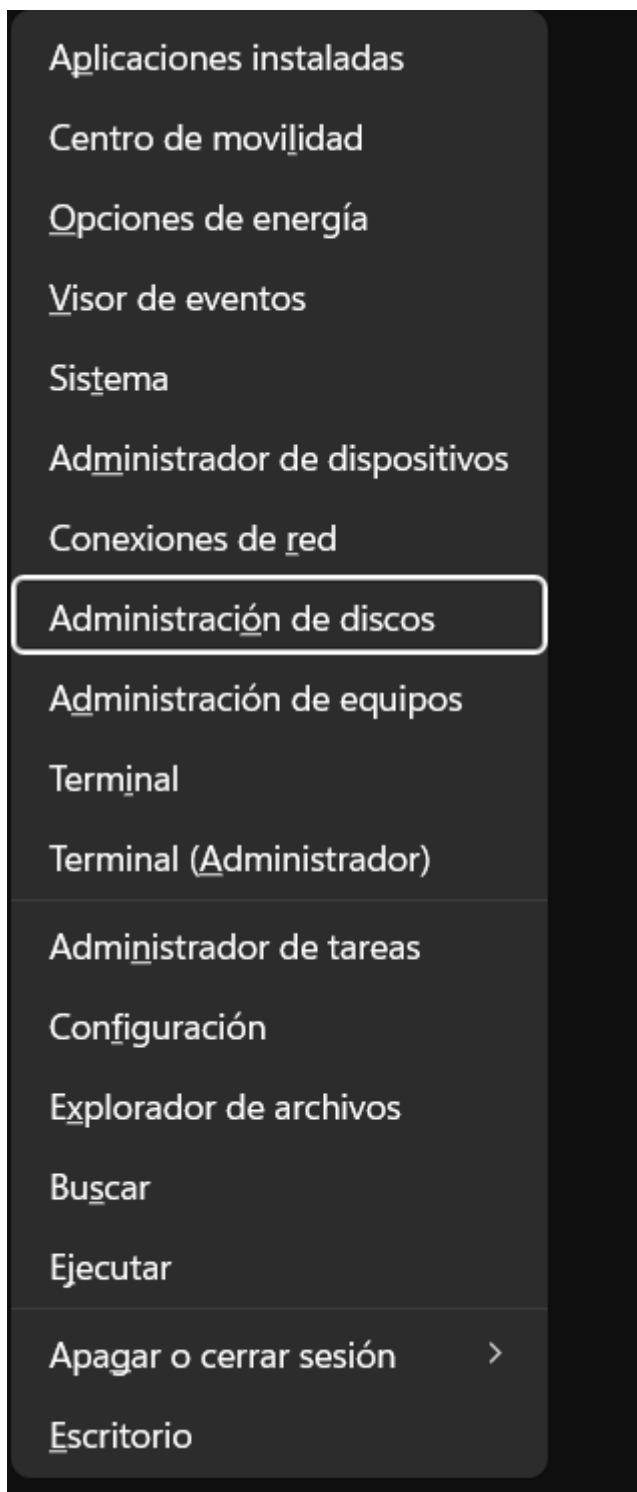 Aplicaciones instaladas
Centro de movilidad
Opciones de energía
Visor de eventos
Sistema
Administrador de dispositivos
Conexiones de red
Administración de discos
Administración de equipos
Terminal
Terminal (Administrador)
Administrador de tareas
Configuración
Explorador de archivos
Buscar
Ejecutar
Apagar o cerrar sesión
Escritorio